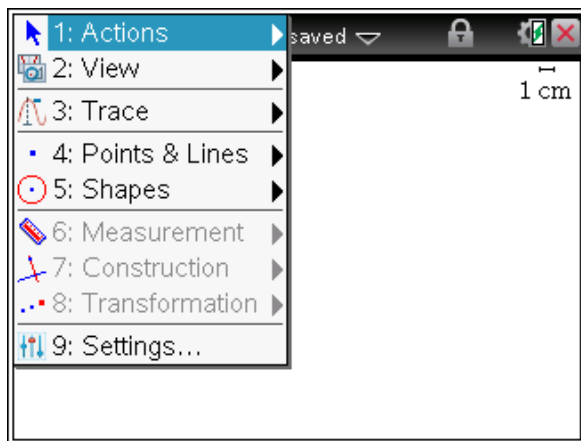 1: Actions
saved
2: View
1 cm
3: Trace
4: Points & Lines
5: Shapes
6: Measurement
7: Construction
8: Transformation
9: Settings...